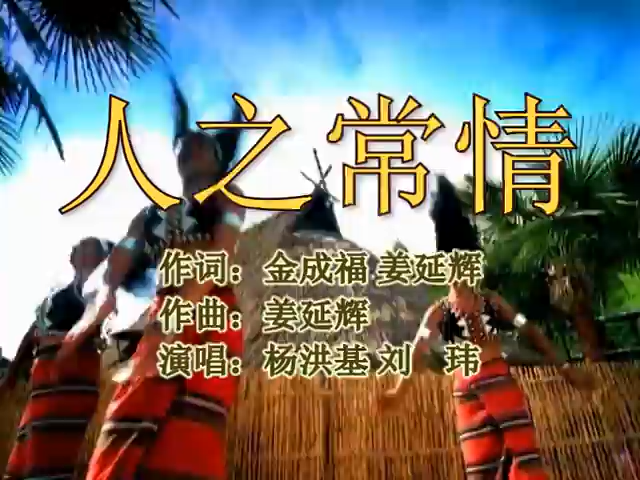 人之常情
作词：金成福 姜延辉
作曲：姜延辉
演唱：杨洪基 刘　玮